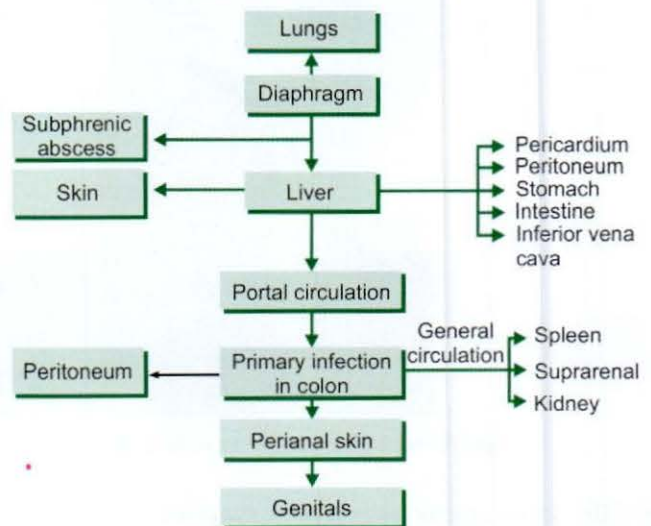 Lungs
Diaphragm
Subphrenic
abscess
Skin
Liver
Pericardium
Peritoneum
Stomach
Intestine
Inferior vena
cava
Portal circulation
General
circulation
Peritoneum
Primary infection
in colon
Spleen
Suprarenal
Kidney
Perianal skin
Genitals